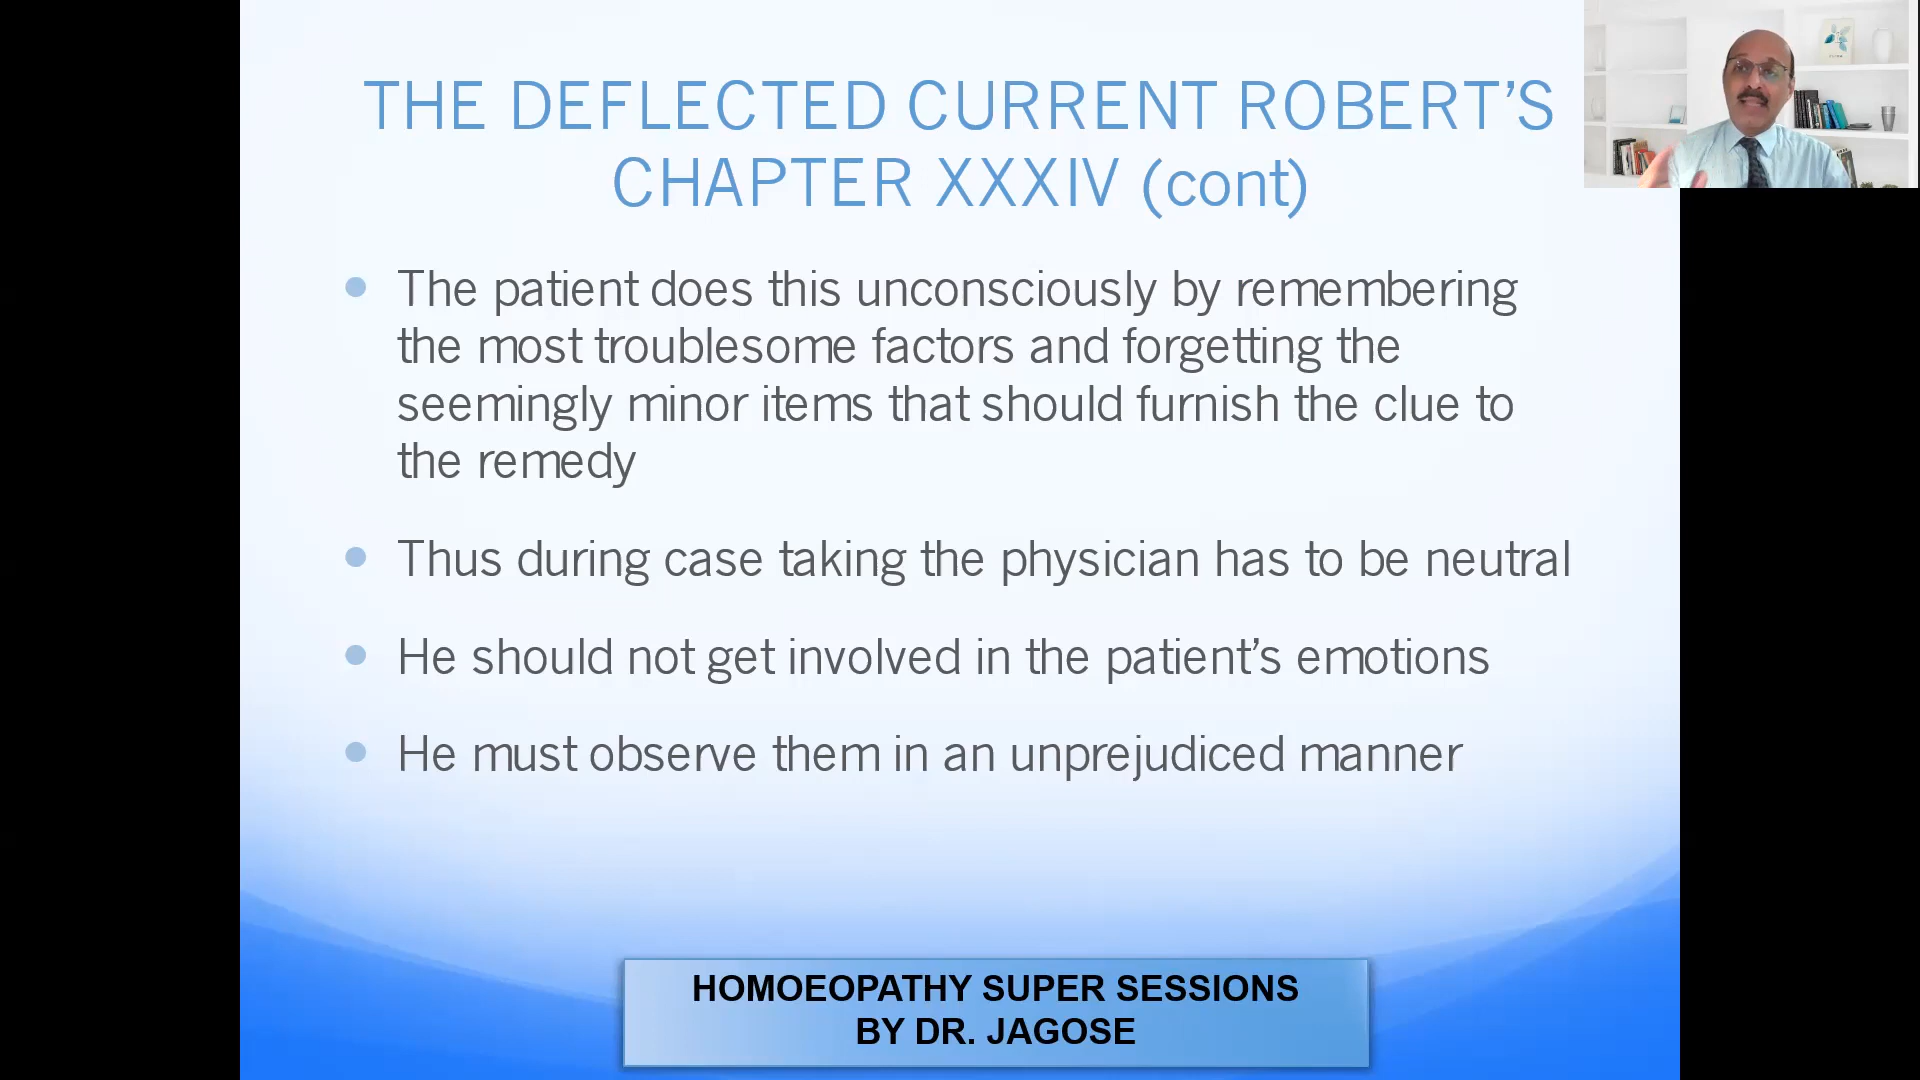 THE DEFLECTED CURRENT ROBERT’S
CHAPTER XXXIV (cont)
The patient does this unconsciously by remembering
the most troublesome factors and forgetting the
seemingly minor items that should furnish the clue to
the remedy
Thus during case taking the physician has to be neutral
He should not get involved in the patient’s emotions
He must observe them in an unprejudiced manner
HOMOEOPATHY SUPER SESSIONS
BY DR. JAGOSE